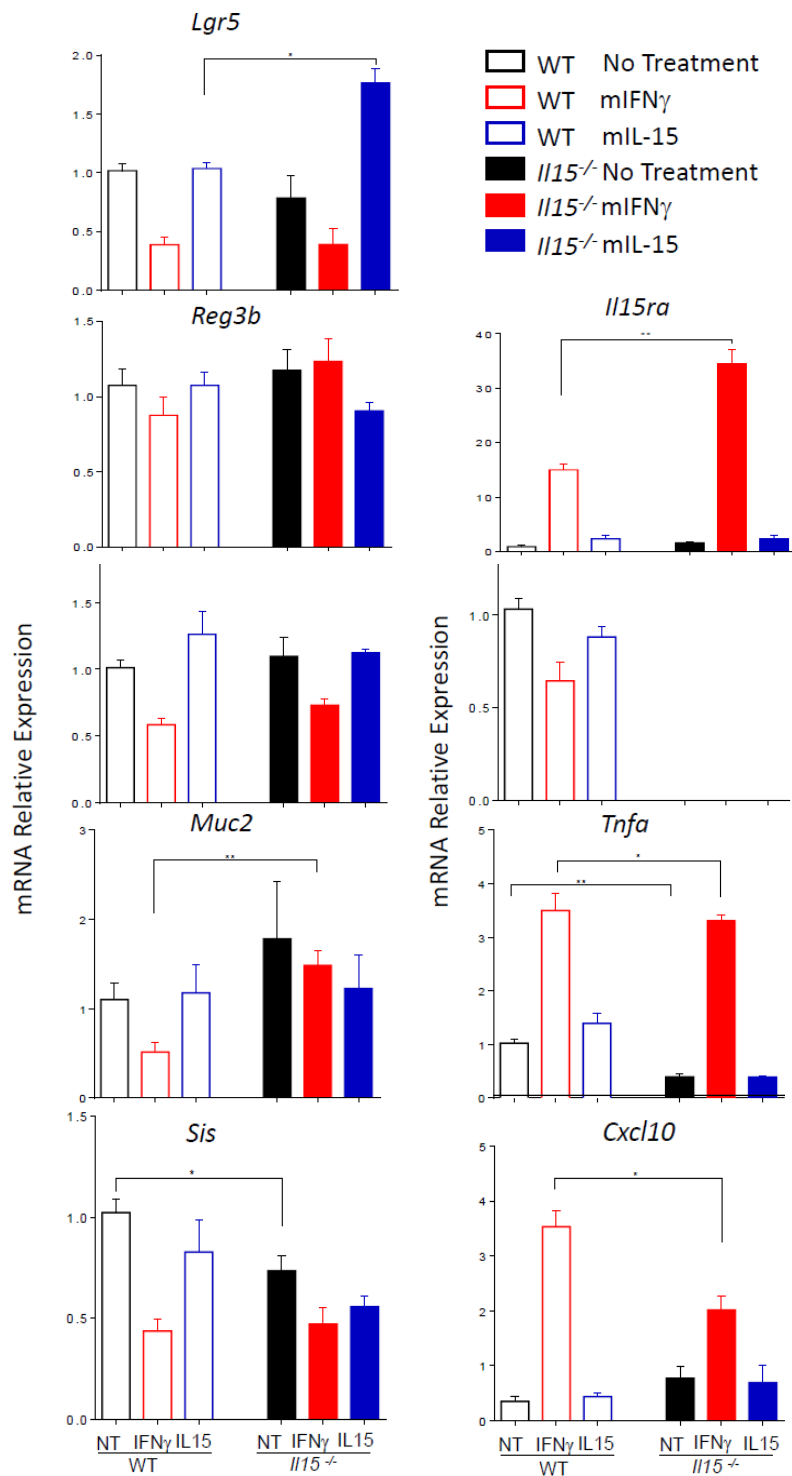 Lgr5
2.0
*
1.5
1.0
0.5
0.0
WT No Treatment
WT mIFNγ
WT mIL-15
Il15-/- No Treatment
Il15-/- mIFNγ
Il15-/- mIL-15
Reg3b
1.5
1.0
0.5
0.0
Il15ra
40
**
30
20
10
0
1.5
1.0
0.5
0.0
1.0
0.5
0.0
mRNA Relative Expression
mRNA Relative Expression
Muc2
3
**
2
1
0
Tnfa
5
*
4
**
3
2
1
0
Sis
1.5
*
1.0
0.5
0.0
NT IFNγ IL15 NT IFNγ IL15
WT Il15 -/-
Cxcl10
5
*
4
3
2
1
0
NT IFNγ IL15 NT IFNγ IL15
WT Il15 -/-